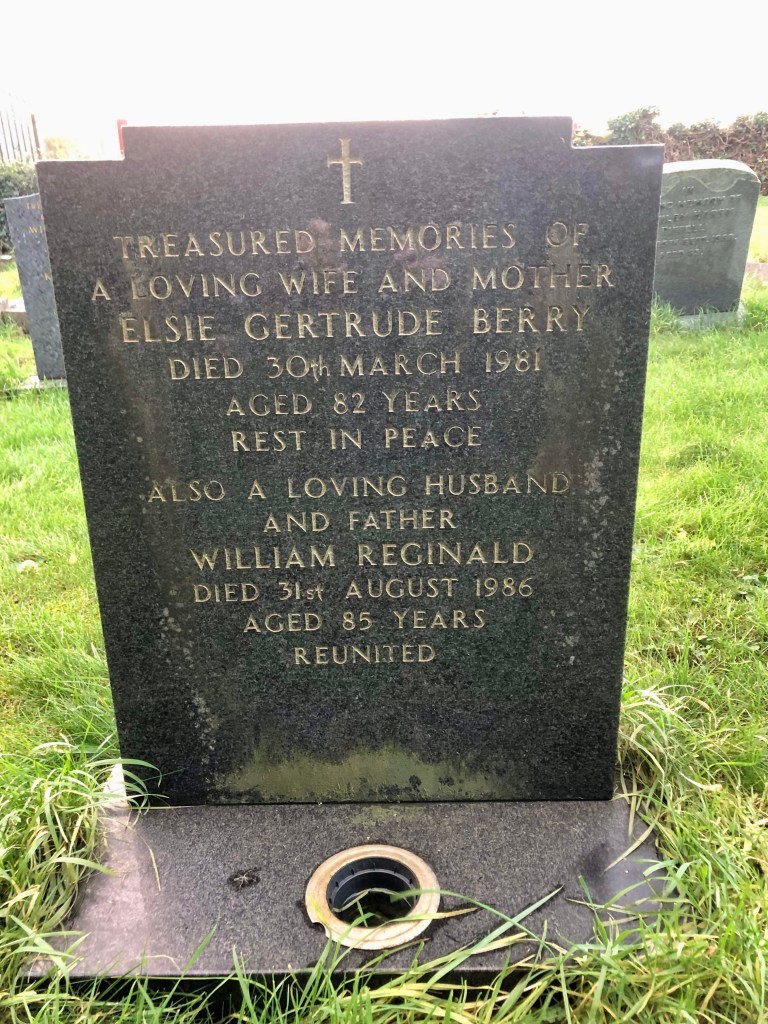 TREASURED MEMORIES OF
A LOVING WIFE AND MOTHER
ELSIE GERTRUDE BERRY
DIED 30th MARCH 1981
AGED 82 YEARS
REST IN PEACE
ALSO A LOVING HUSBAND
AND FATHER
WILLIAM REGINALD
DIED 31st AUGUST 1986
AGED 85 YEARS
REUNITED